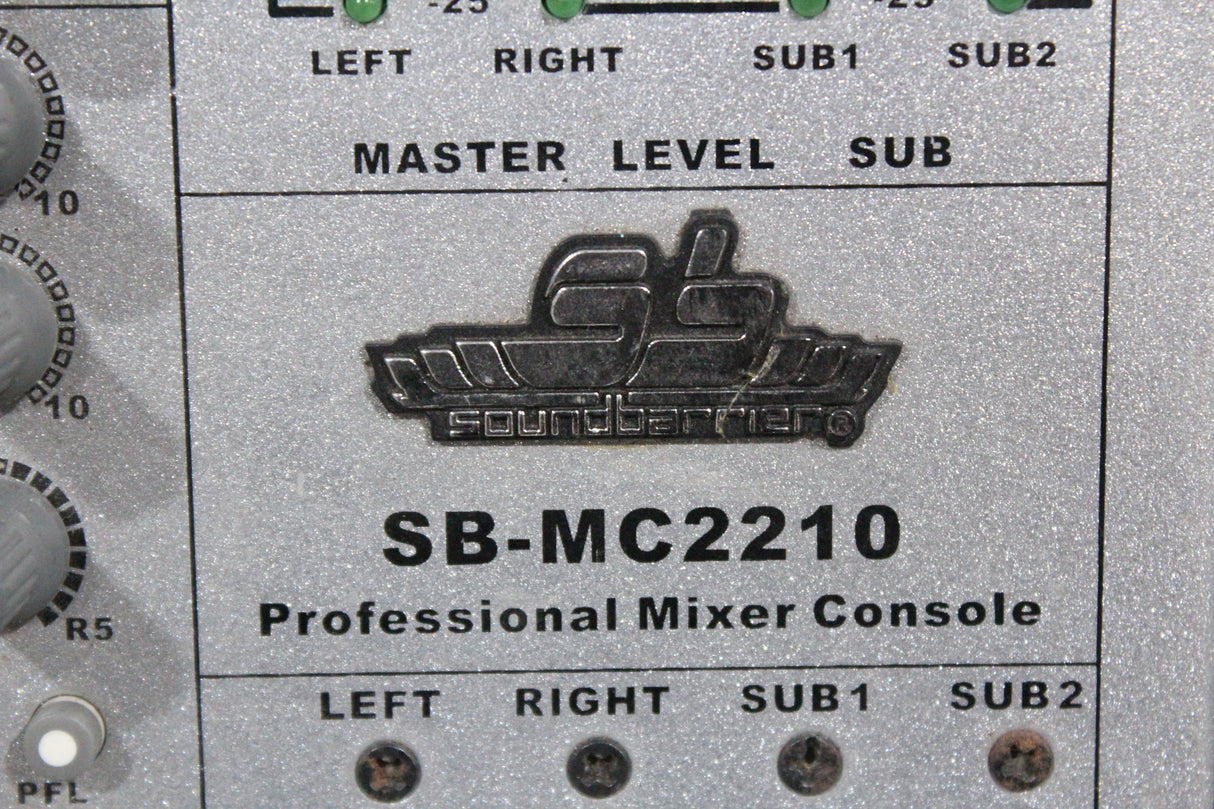 -25 -25
LEFT RIGHT SUB1 SUB2
MASTER LEVEL SUB
10
sb
10
soundbarrier®
SB-MC2210
Professional Mixer Console
R5
LEFT RIGHT SUB1 SUB2
PFL